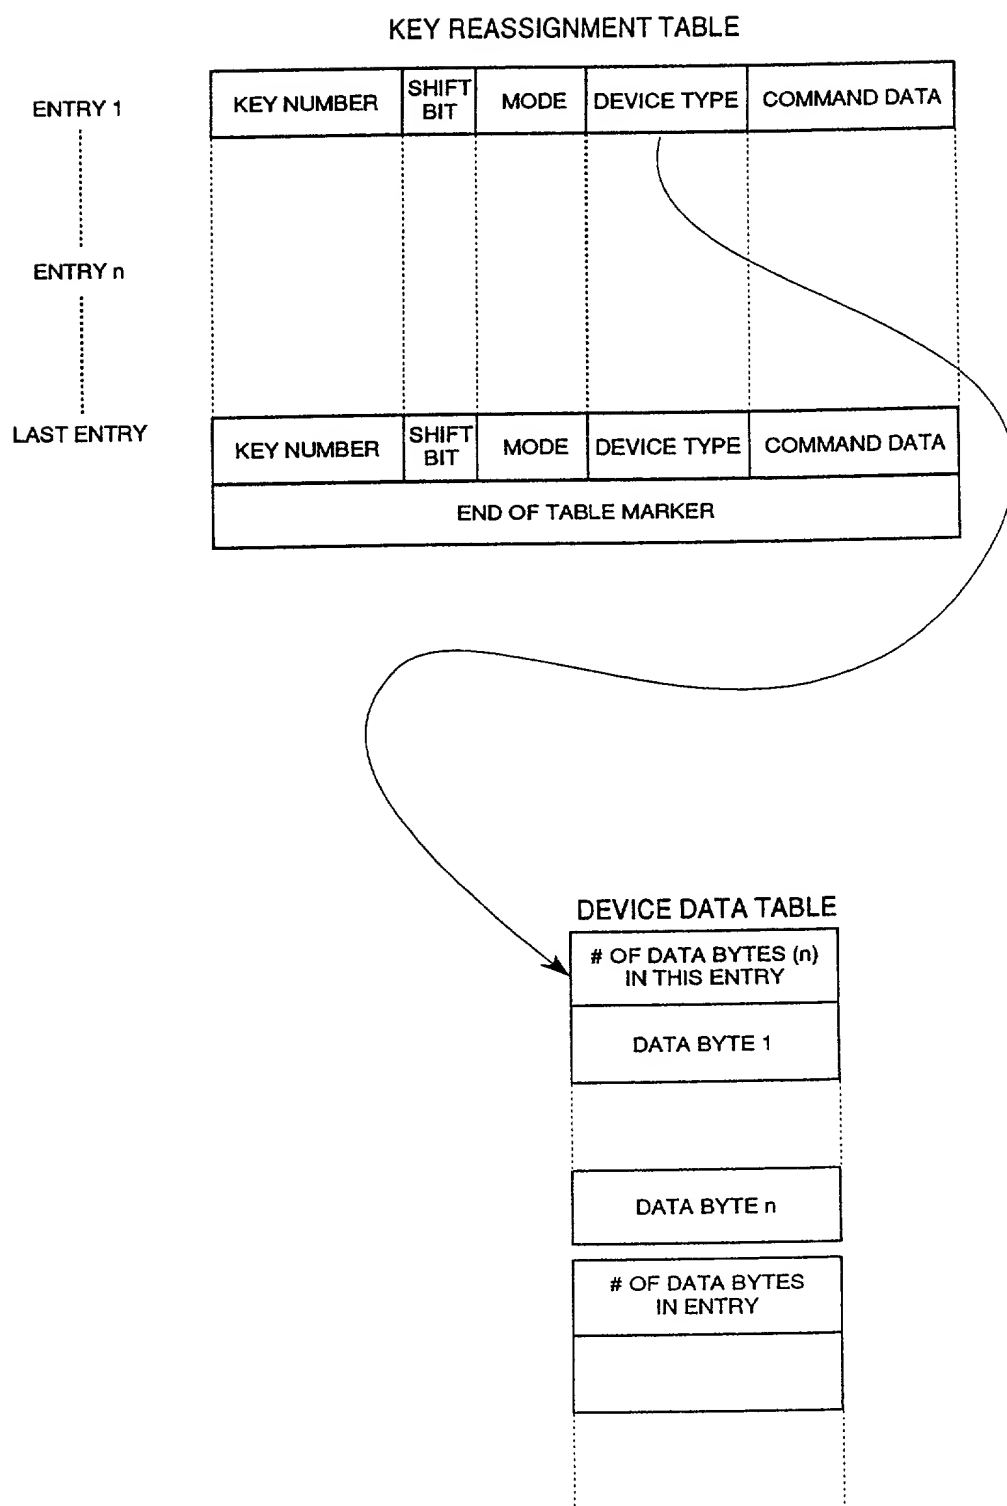 KEY REASSIGNMENT TABLE
ENTRY 1
KEY NUMBER
SHIFT
BIT
MODE
DEVICE TYPE
COMMAND DATA
ENTRY n
LAST ENTRY
KEY NUMBER
SHIFT
BIT
MODE
DEVICE TYPE
COMMAND DATA
END OF TABLE MARKER
DEVICE DATA TABLE
# OF DATA BYTES (n)
IN THIS ENTRY
DATA BYTE 1
DATA BYTE n
# OF DATA BYTES
IN ENTRY